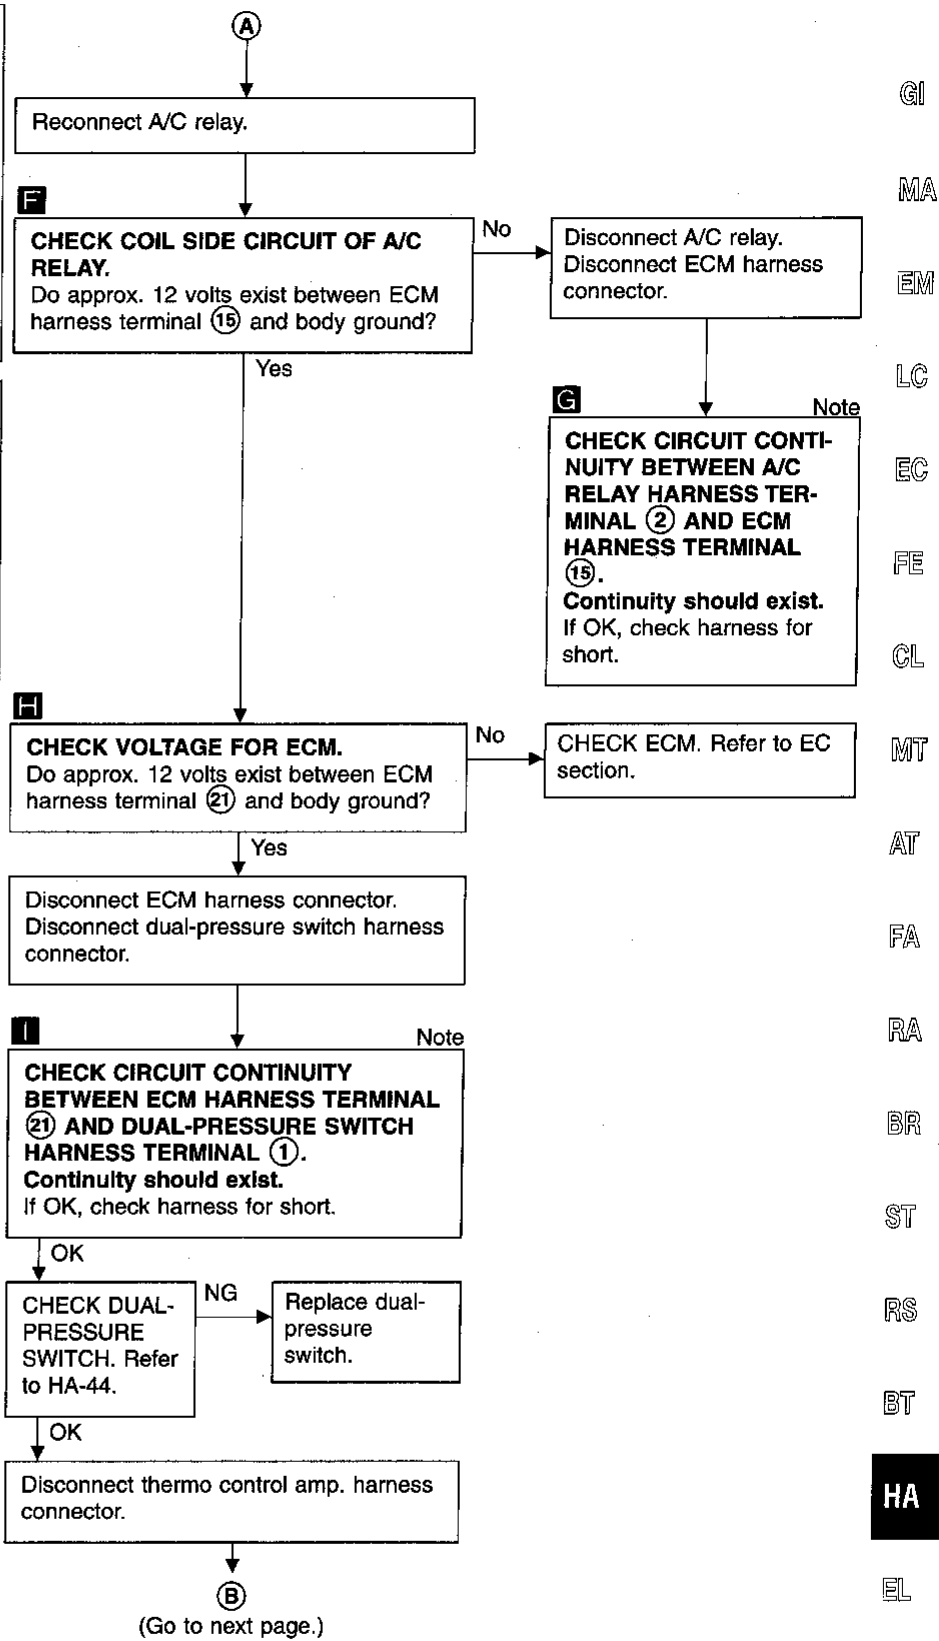 A
Reconnect A/C relay.
F
CHECK COIL SIDE CIRCUIT OF A/C
RELAY.
Do approx. 12 volts exist between ECM
harness terminal 15 and body ground?
No
Disconnect A/C relay.
Disconnect ECM harness
connector.
Yes
G
Note
CHECK CIRCUIT CONTI-
NUITY BETWEEN A/C
RELAY HARNESS TER-
MINAL 2 AND ECM
HARNESS TERMINAL
15.
Continuity should exist.
If OK, check harness for
short.
H
CHECK VOLTAGE FOR ECM.
Do approx. 12 volts exist between ECM
harness terminal 21 and body ground?
No
CHECK ECM. Refer to EC
section.
Yes
Disconnect ECM harness connector.
Disconnect dual-pressure switch harness
connector.
I
Note
CHECK CIRCUIT CONTINUITY
BETWEEN ECM HARNESS TERMINAL
21 AND DUAL-PRESSURE SWITCH
HARNESS TERMINAL 1.
Continuity should exist.
If OK, check harness for short.
OK
CHECK DUAL-
PRESSURE
SWITCH. Refer
to HA-44.
NG
Replace dual-
pressure
switch.
OK
Disconnect thermo control amp. harness
connector.
B
(Go to next page.)
GI
MA
EM
LC
EC
FE
CL
MT
AT
FA
RA
BR
ST
RS
BT
HA
EL